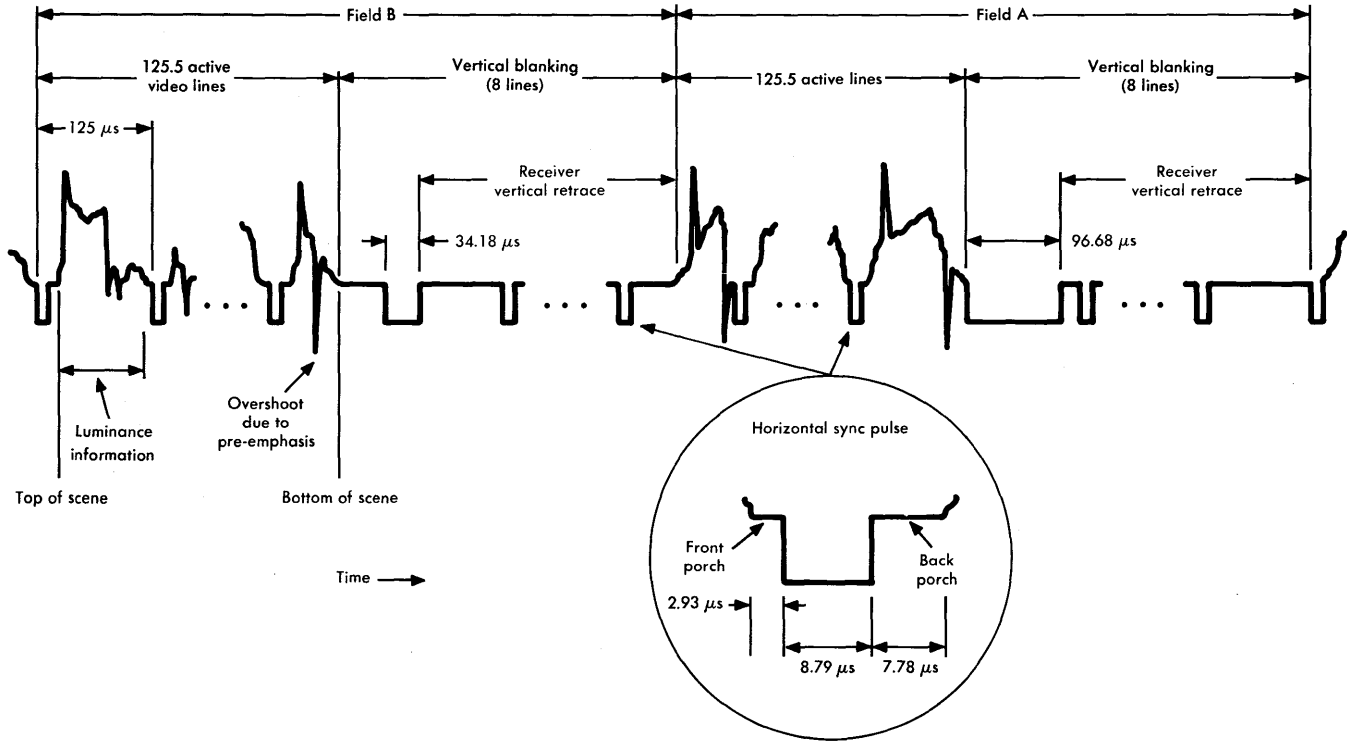 Field B
Field A
125.5 active
video lines
Vertical blanking
(8 lines)
125.5 active lines
Vertical blanking
(8 lines)
125 µs
Receiver
vertical retrace
Receiver
vertical retrace
34.18 µs
96.68 µs
Luminance
information
Overshoot
due to
pre-emphasis
Horizontal sync pulse
Top of scene
Bottom of scene
Front
porch
Back
porch
Time
2.93 µs
8.79 µs
7.78 µs